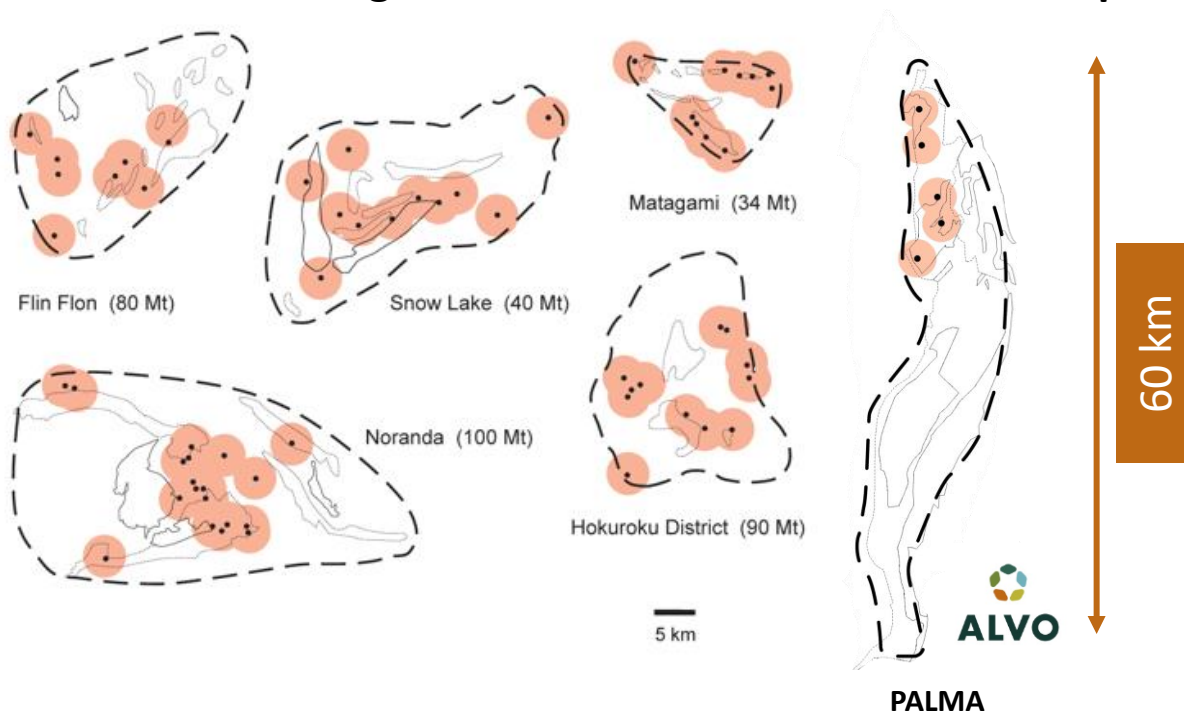 Flin Flon (80 Mt)
Snow Lake (40 Mt)
Matagami (34 Mt)
Noranda (100 Mt)
Hokuroku District (90 Mt)
5 km
60 km
ALVO
PALMA